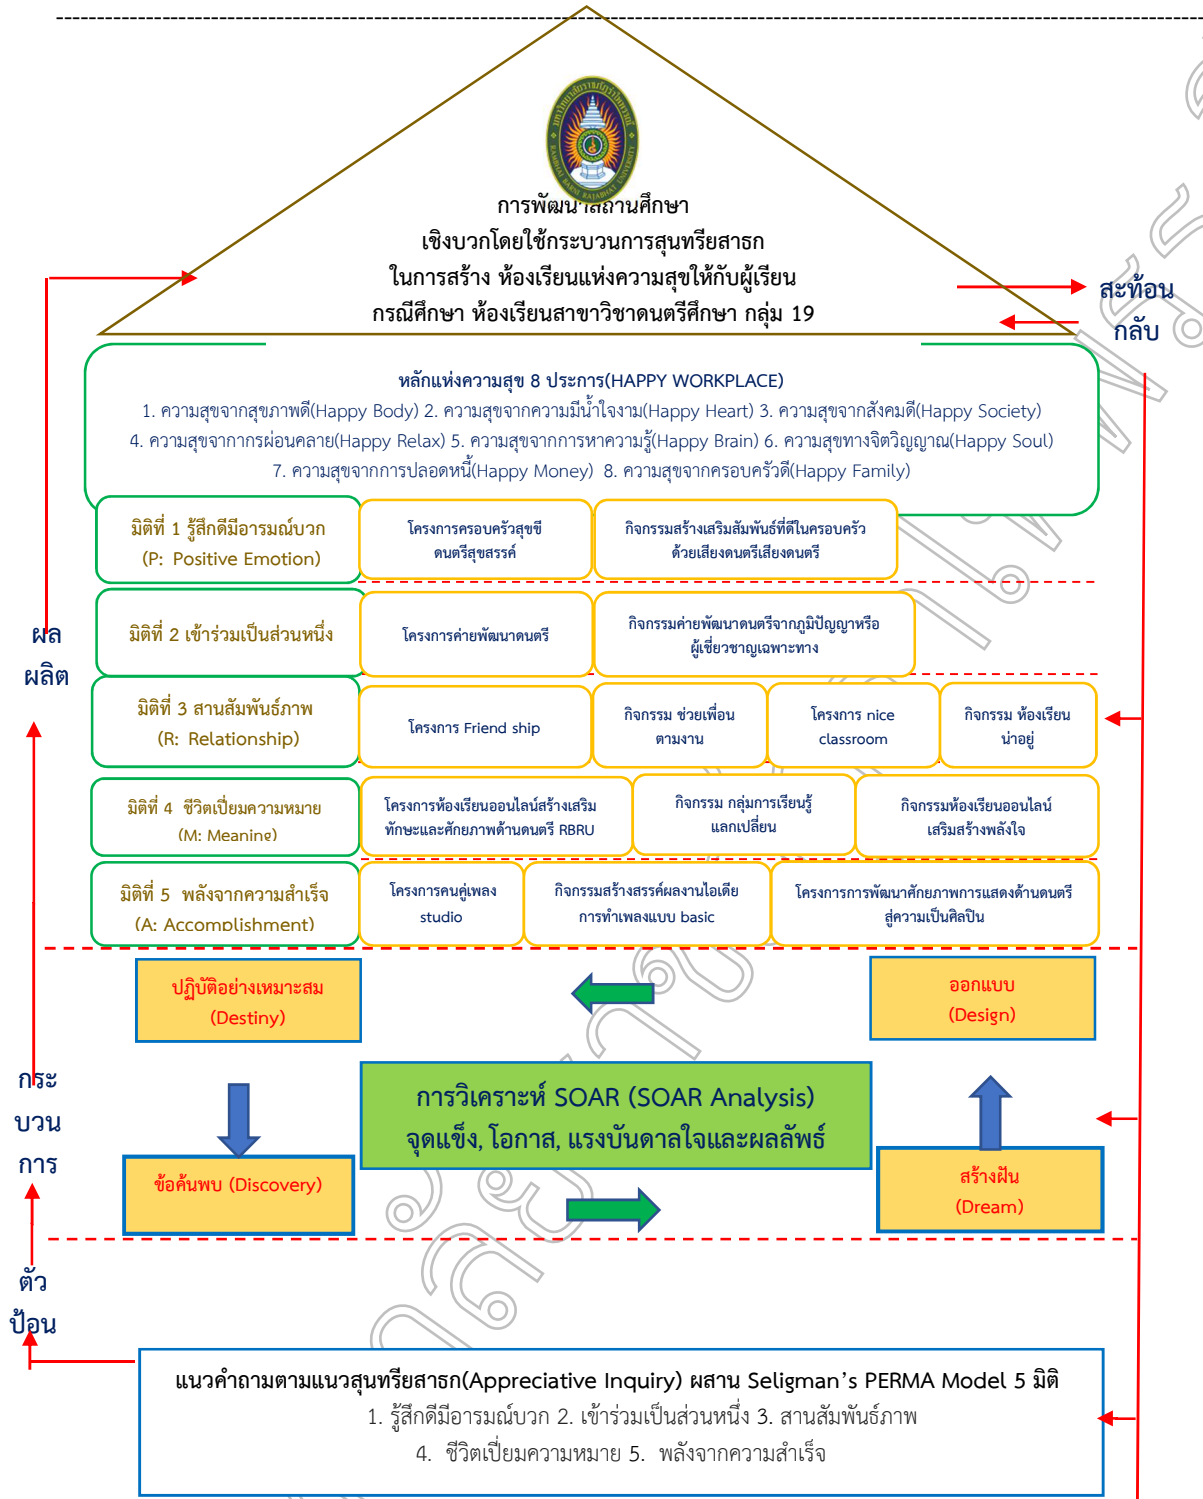 มหาวิทยาลัยราชภัฏรำไพพรรณี
RAMBHAI BARNI RAJABHAT UNIVERSITY
การพัฒนาสถานศึกษา
เชิงบวกโดยใช้กระบวนการสุนทรียสาธก
ในการสร้าง ห้องเรียนแห่งความสุขให้กับผู้เรียน
กรณีศึกษา ห้องเรียนสาขาวิชาดนตรีศึกษา กลุ่ม 19
สะท้อน
กลับ
หลักแห่งความสุข 8 ประการ(HAPPY WORKPLACE)
1. ความสุขจากสุขภาพดี(Happy Body) 2. ความสุขจากความมีน้ำใจงาม(Happy Heart) 3. ความสุขจากสังคมดี(Happy Society)
4. ความสุขจากาการผ่อนคลาย(Happy Relax) 5. ความสุขจากการหาความรู้(Happy Brain) 6. ความสุขทางจิตวิญญาณ(Happy Soul)
7. ความสุขจากการปลอดหนี้(Happy Money) 8. ความสุขจากครอบครัวดี(Happy Family)
มิติที่ 1 รู้สึกดีมีอารมณ์บวก
(P: Positive Emotion)
โครงการครอบครัวสุขขี
ดนตรีสุขสรรค์
กิจกรรมสร้างเสริมสัมพันธ์ที่ดีในครอบครัว
ด้วยเสียงดนตรีเสียงดนตรี
ผล
ผลิต
มิติที่ 2 เข้าร่วมเป็นส่วนหนึ่ง
โครงการค่ายพัฒนาดนตรี
กิจกรรมค่ายพัฒนาดนตรีจากภูมิปัญญาหรือ
ผู้เชี่ยวชาญเฉพาะทาง
มิติที่ 3 สานสัมพันธ์ภาพ
(R: Relationship)
โครงการ Friend ship
กิจกรรม ช่วยเพื่อน
ตามงาน
โครงการ nice
classroom
กิจกรรม ห้องเรียน
น่าอยู่
มิติที่ 4 ชีวิตเปี่ยมความหมาย
(M: Meaning)
โครงการห้องเรียนออนไลน์สร้างเสริม
ทักษะและศักยภาพด้านดนตรี RBRU
กิจกรรม กลุ่มการเรียนรู้
แลกเปลี่ยน
กิจกรรมห้องเรียนออนไลน์
เสริมสร้างพลังใจ
มิติที่ 5 พลังจากความสำเร็จ
(A: Accomplishment)
โครงการคนคู่เพลง
studio
กิจกรรมสร้างสรรค์ผลงานไอเดีย
การทำเพลงแบบ basic
โครงการการพัฒนาศักยภาพการแสดงด้านดนตรี
สู่ความเป็นศิลปิน
ปฏิบัติอย่างเหมาะสม
(Destiny)
ออกแบบ
(Design)
กระ
บวน
การ
การวิเคราะห์ SOAR (SOAR Analysis)
จุดแข็ง, โอกาส, แรงบันดาลใจและผลลัพธ์
ข้อค้นพบ (Discovery)
สร้างฝัน
(Dream)
ตัว
ป้อน
แนวคำถามตามแนวสุนทรียสาธก(Appreciative Inquiry) ผสาน Seligman's PERMA Model 5 มิติ
1. รู้สึกดีมีอารมณ์บวก 2. เข้าร่วมเป็นส่วนหนึ่ง 3. สานสัมพันธ์ภาพ
4. ชีวิตเปี่ยมความหมาย 5. พลังจากความสำเร็จ